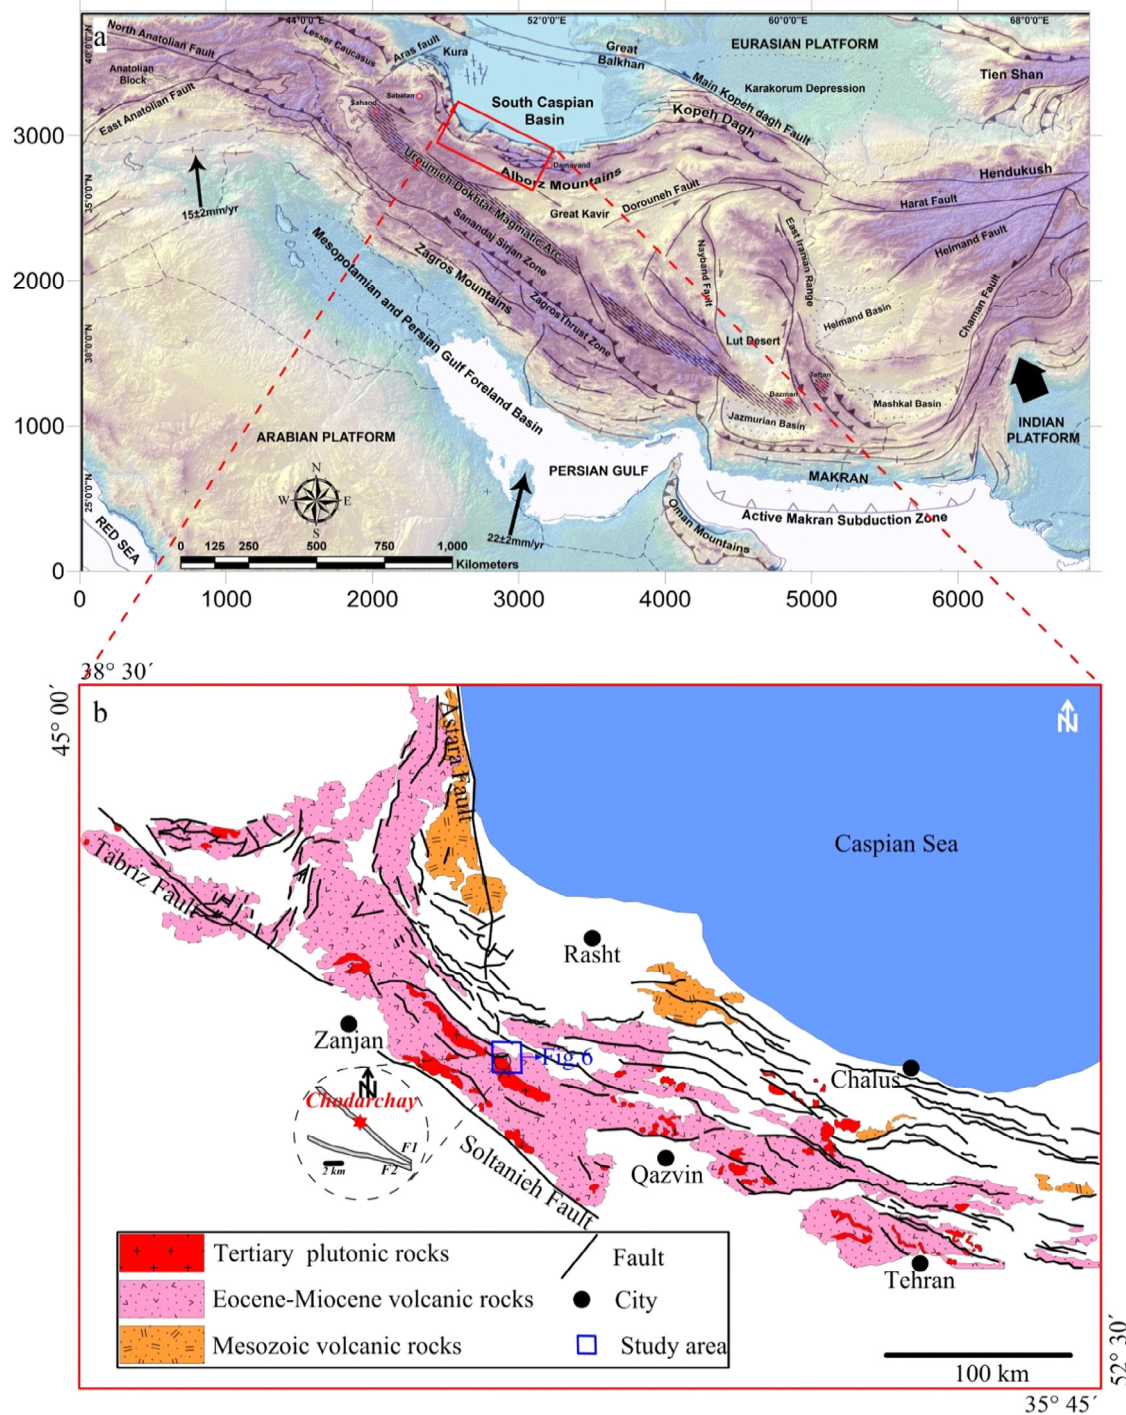 a
44°0'0"E
52°0'0"E
60°0'0"E
68°0'0"E
40°0'0"N
35°0'0"N
30°0'0"N
25°0'0"N
3000
2000
1000
0
0
1000
2000
3000
4000
5000
6000
North Anatolian Fault
Lesser Caucasus
Aras fault
Kura
Great
Balkhan
EURASIAN PLATFORM
Anatolian
Block
East Anatolian Fault
Sahand
Sabalan
South Caspian
Basin
Main Kopeh dagh Fault
Karakorum Depression
Tien Shan
Kopeh Dagh
Damavand
Alborz Mountains
Hendukush
15±2mm/yr
Uroumieh-Dokhtar Magmatic Arc
Great Kavir
Dorouneh Fault
Harat Fault
Sanandaj Sirjan Zone
Helmand Fault
Mesopotamian and Persian Gulf Foreland Basin
Zagros Mountains
Nayband Fault
East Iranian Range
Zagros Thrust Zone
Helmand Basin
Chaman Fault
Lut Desert
Taftan
Bazman
Mashkal Basin
Jazmurian Basin
INDIAN
PLATFORM
ARABIAN PLATFORM
PERSIAN GULF
MAKRAN
Active Makran Subduction Zone
Oman Mountains
22±2mm/yr
RED SEA
N
W
E
S
0 125 250 500 750 1,000
Kilometers
38° 30´
45° 00´
b
N
Astara Fault
Caspian Sea
Tabriz Fault
Rasht
Zanjan
Fig.6
Chalus
N
Chodarchay
F1
F2
2 km
Soltanieh Fault
Qazvin
Tehran
Tertiary plutonic rocks
Fault
Eocene-Miocene volcanic rocks
City
Mesozoic volcanic rocks
Study area
100 km
52° 30´
35° 45´